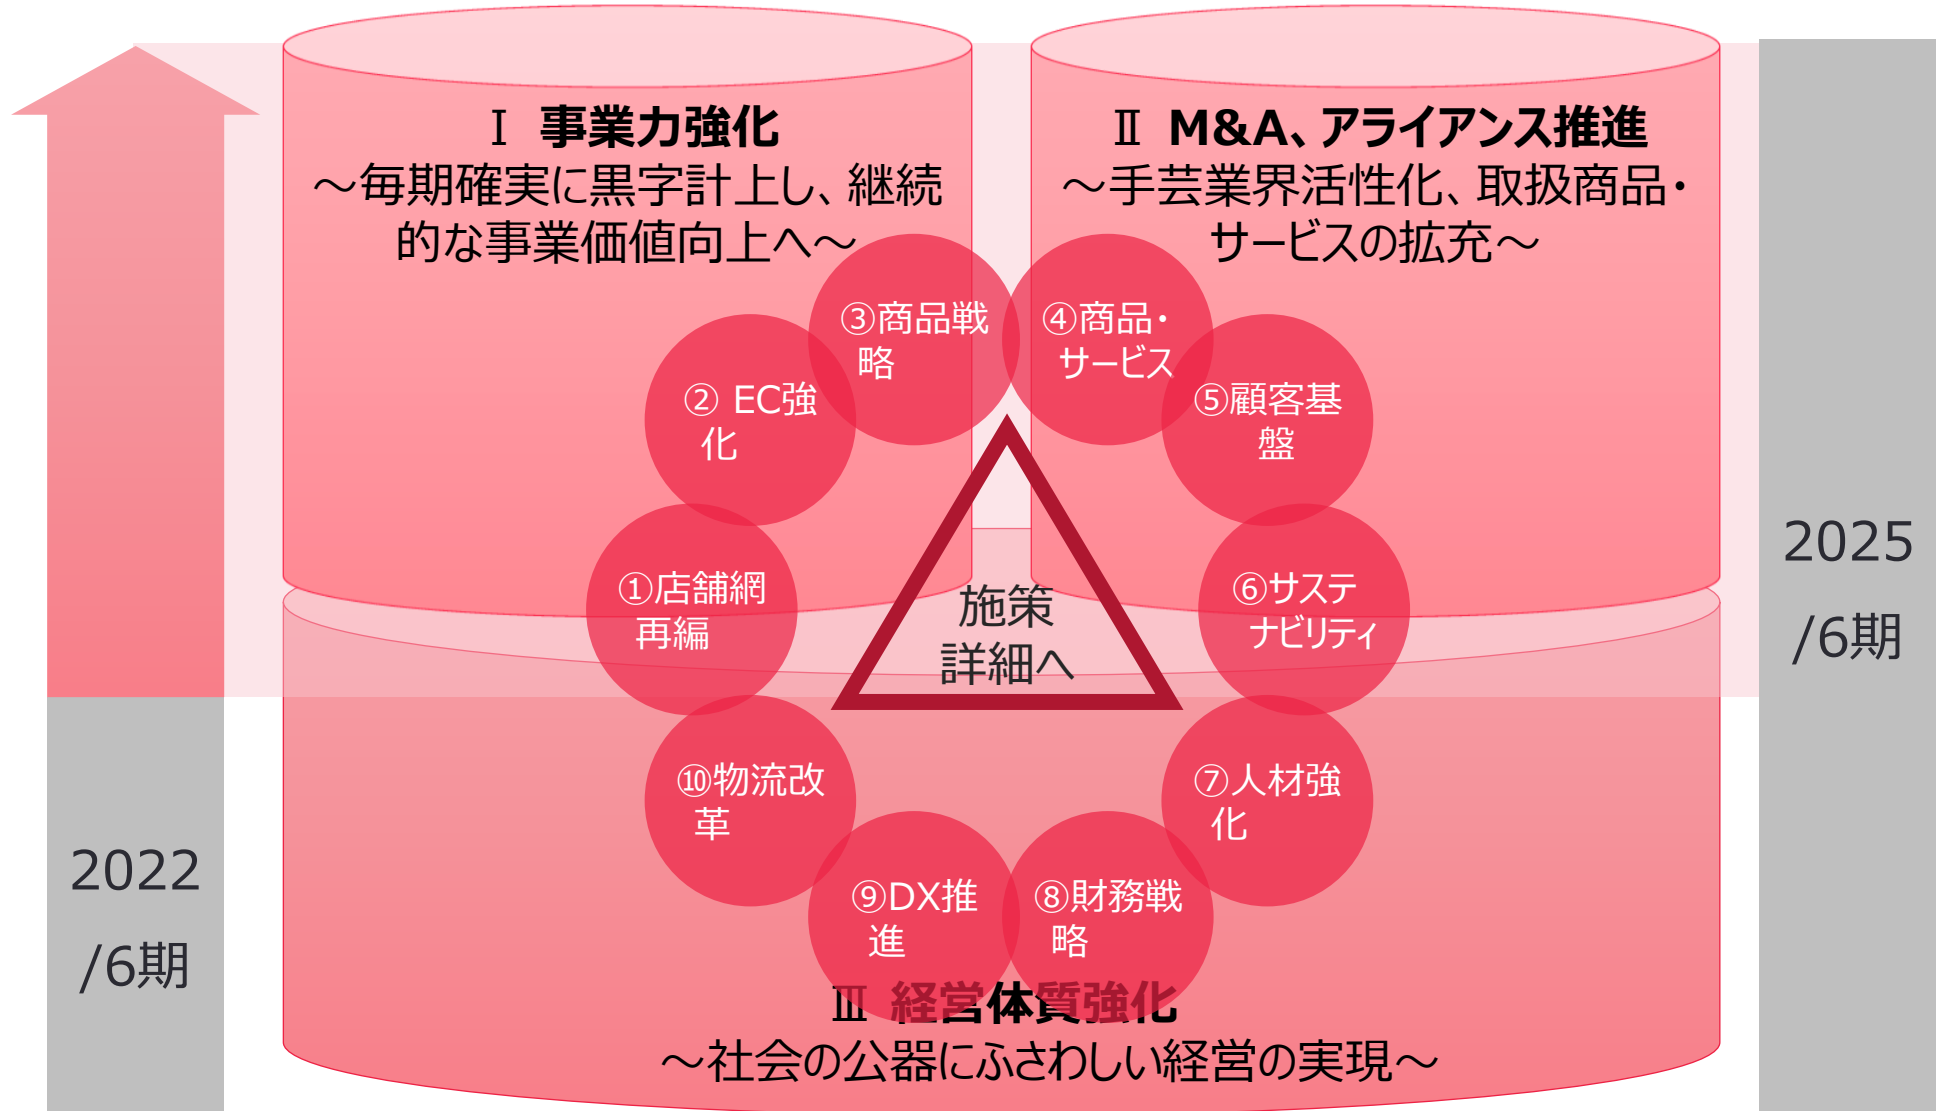 Ⅰ 事業力強化
～毎期確実に黒字計上し、継続
的な事業価値向上へ～
Ⅱ M&A、アライアンス推進
～手芸業界活性化、取扱商品・
サービスの拡充～
③商品戦
略
④商品・
サービス
② EC強
化
⑤顧客基
盤
①店舗網
再編
⑥サステ
ナビリティ
施策
詳細へ
⑩物流改
革
⑦人材強
化
⑨DX推
進
⑧財務戦
略
Ⅲ 経営体質強化
～社会の公器にふさわしい経営の実現～
2022
/6期
2025
/6期